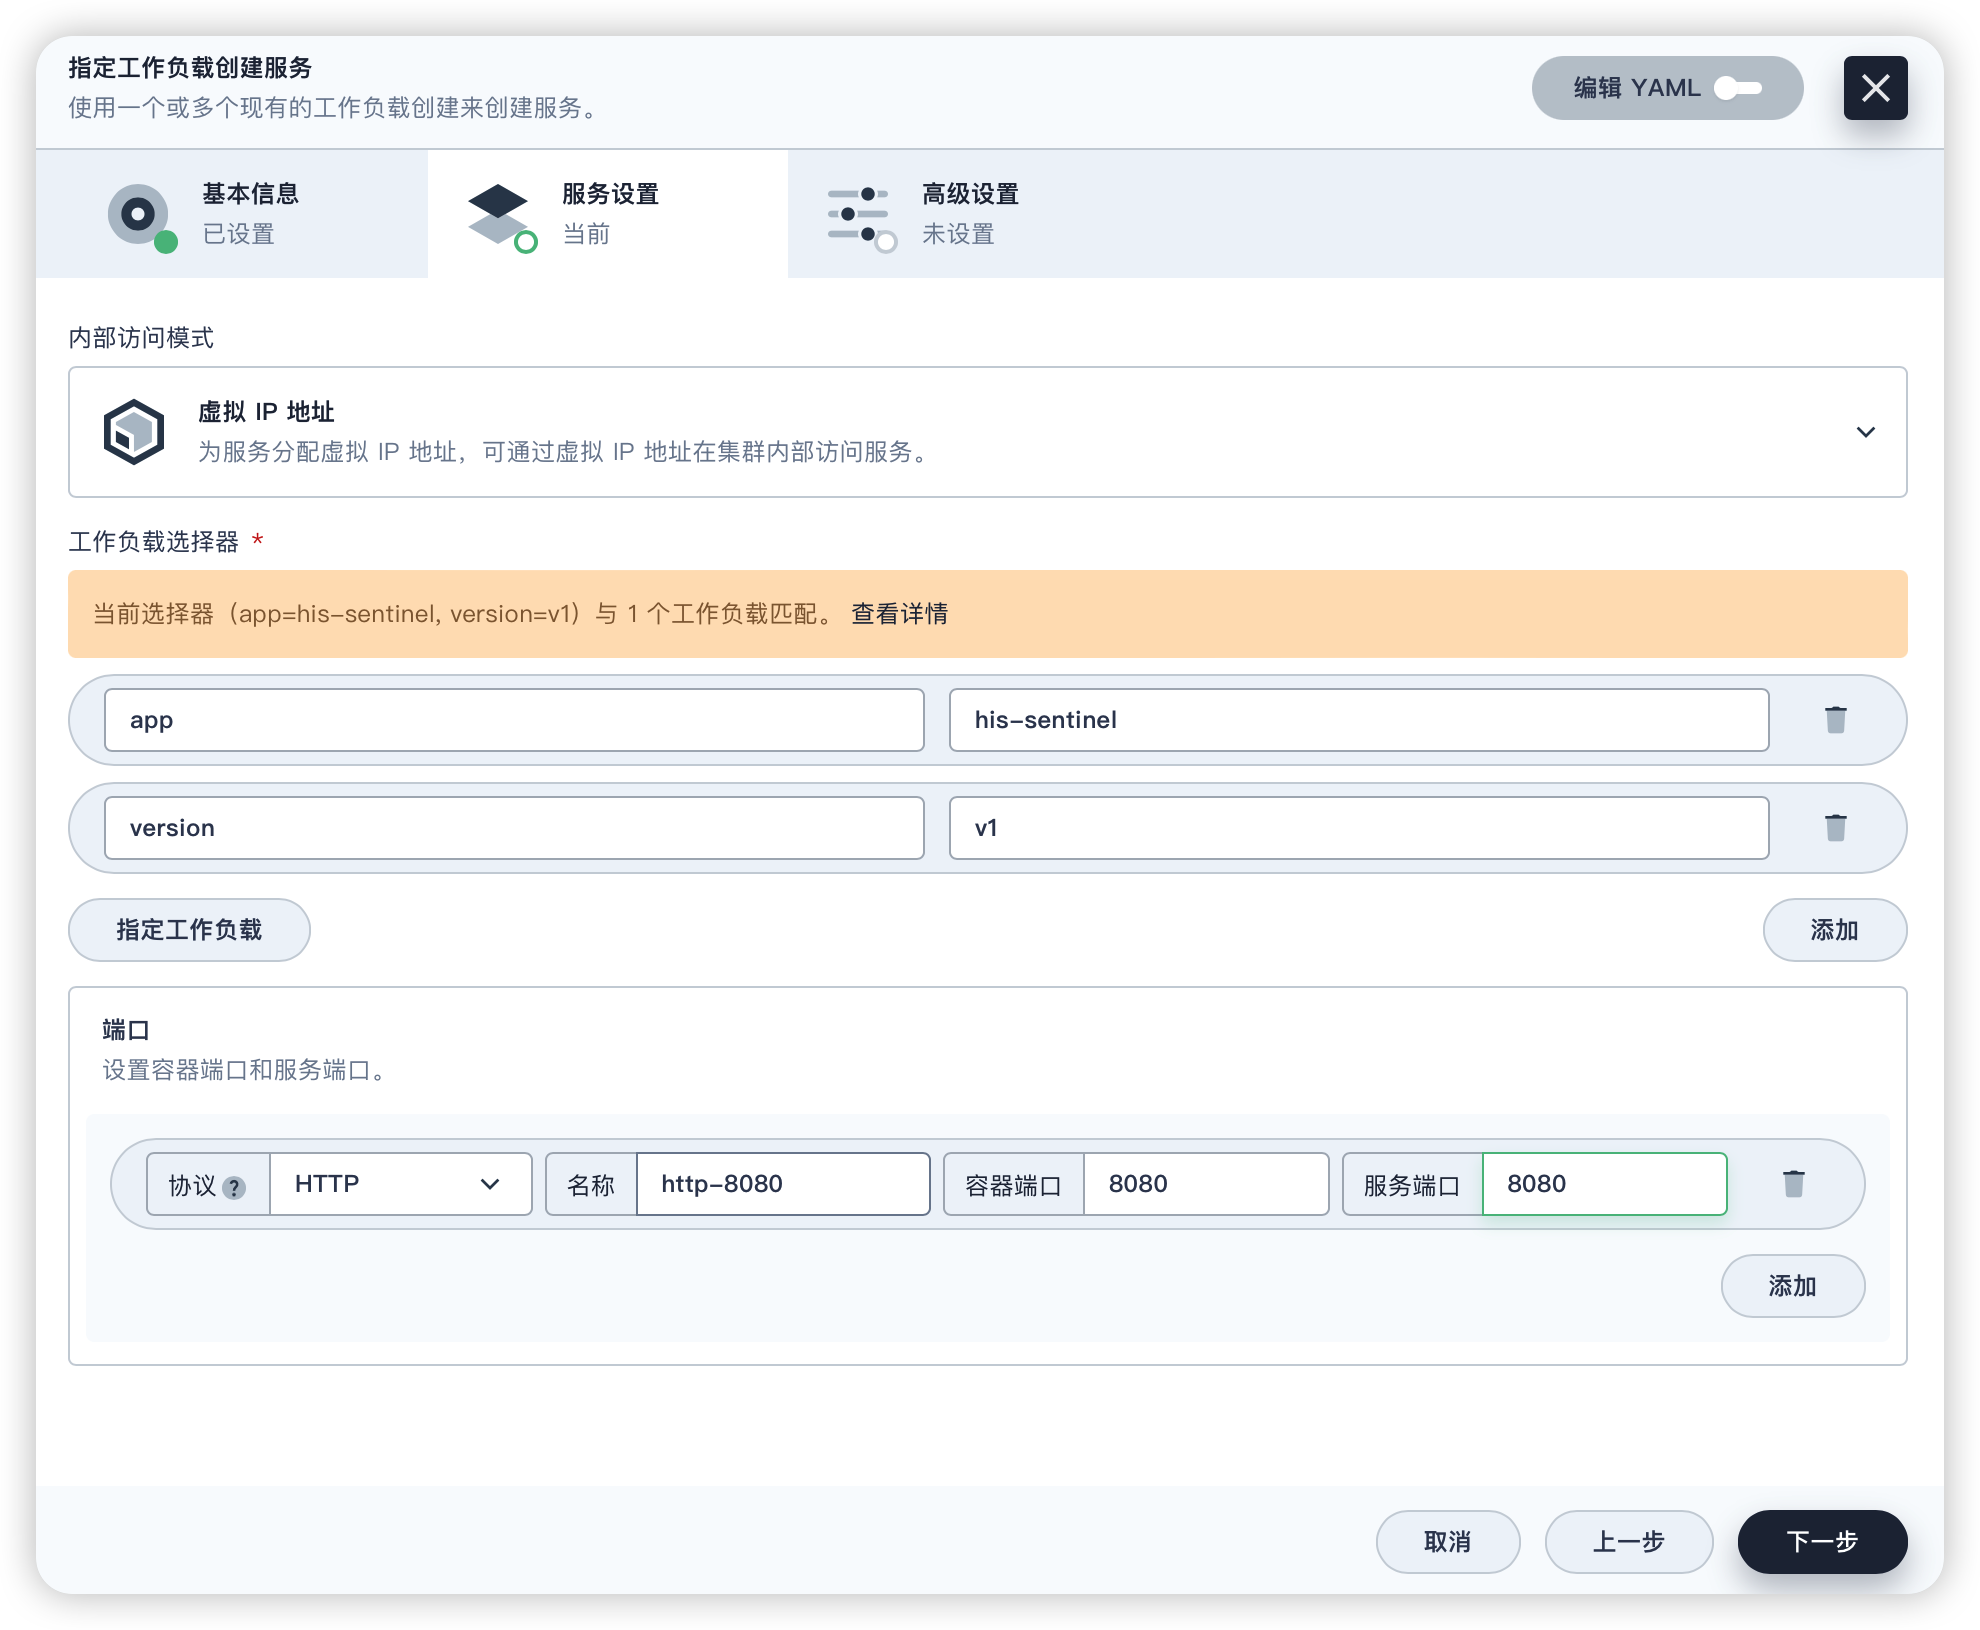 指定工作负载创建服务
使用一个或多个现有的工作负载创建来创建服务。
编辑 YAML
基本信息
已设置
服务设置
当前
高级设置
未设置
内部访问模式
虚拟 IP 地址
为服务分配虚拟 IP 地址，可通过虚拟 IP 地址在集群内部访问服务。
工作负载选择器 *
当前选择器（app=his-sentinel, version=v1）与 1 个工作负载匹配。 查看详情
app his-sentinel
version v1
指定工作负载 添加
端口
设置容器端口和服务端口。
协议 ? HTTP 名称 http-8080 容器端口 8080 服务端口 8080
添加
取消 上一步 下一步